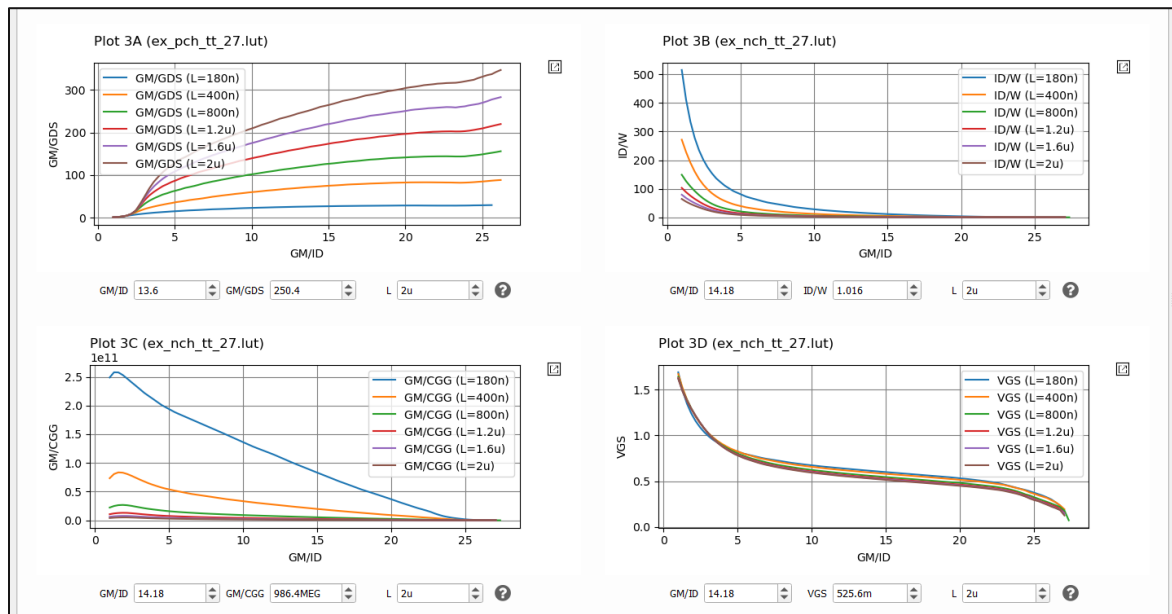 Plot 3A (ex_pch_tt_27.lut)
GM/GDS
300
200
100
0
GM/GDS (L=180n)
GM/GDS (L=400n)
GM/GDS (L=800n)
GM/GDS (L=1.2u)
GM/GDS (L=1.6u)
GM/GDS (L=2u)
0 5 10 15 20 25
GM/ID
GM/ID 13.6 GM/GDS 250.4 L 2u ?
Plot 3B (ex_nch_tt_27.lut)
ID/W
500
400
300
200
100
0
ID/W (L=180n)
ID/W (L=400n)
ID/W (L=800n)
ID/W (L=1.2u)
ID/W (L=1.6u)
ID/W (L=2u)
0 5 10 15 20 25
GM/ID
GM/ID 14.18 ID/W 1.016 L 2u ?
Plot 3C (ex_nch_tt_27.lut)
1e11
GM/CGG
2.5
2.0
1.5
1.0
0.5
0.0
GM/CGG (L=180n)
GM/CGG (L=400n)
GM/CGG (L=800n)
GM/CGG (L=1.2u)
GM/CGG (L=1.6u)
GM/CGG (L=2u)
0 5 10 15 20 25
GM/ID
GM/ID 14.18 GM/CGG 986.4MEG L 2u ?
Plot 3D (ex_nch_tt_27.lut)
VGS
1.5
1.0
0.5
0.0
VGS (L=180n)
VGS (L=400n)
VGS (L=800n)
VGS (L=1.2u)
VGS (L=1.6u)
VGS (L=2u)
0 5 10 15 20 25
GM/ID
GM/ID 14.18 VGS 525.6m L 2u ?